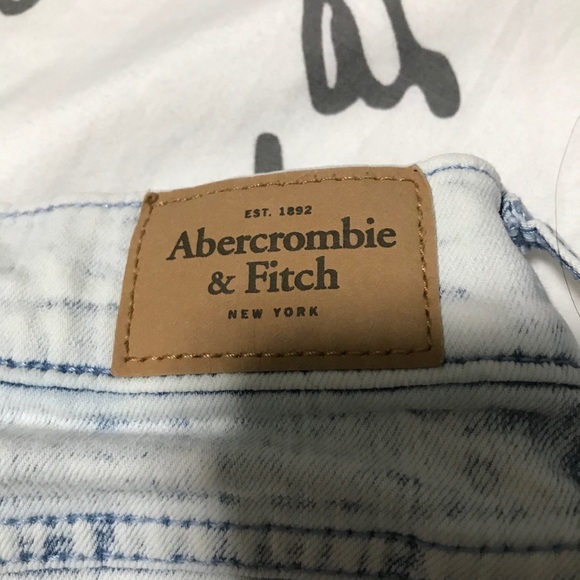 EST. 1892
Abercrombie
& Fitch
NEW YORK